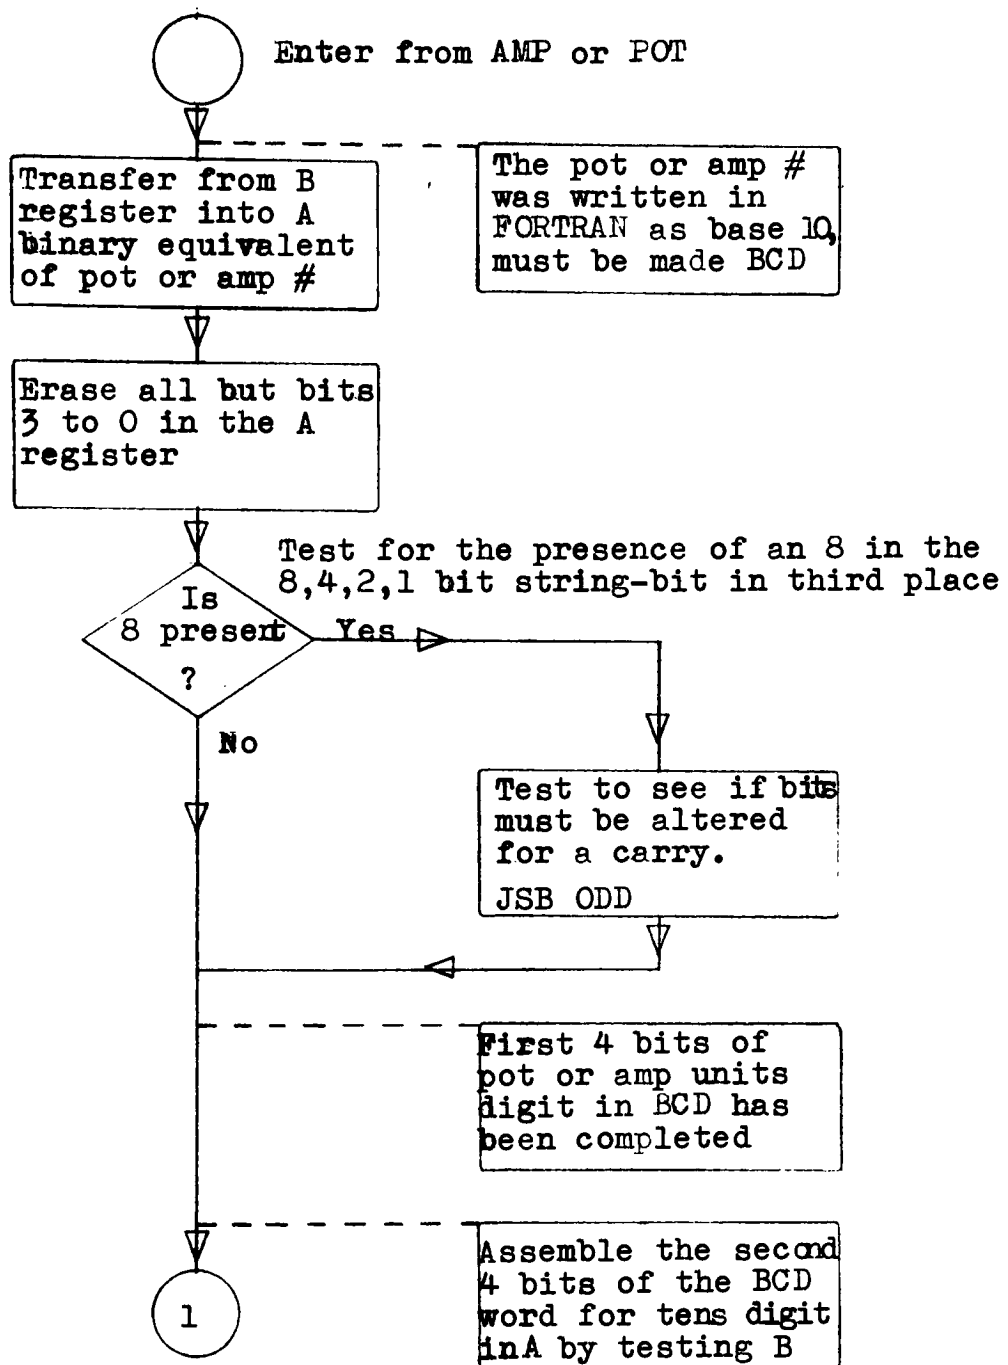 Enter from AMP or POT
Transfer from B
register into A
binary equivalent
of pot or amp #
The pot or amp #
was written in
FORTRAN as base 10,
must be made BCD
Erase all but bits
3 to 0 in the A
register
Test for the presence of an 8 in the
8,4,2,1 bit string-bit in third place
Is
8 present
?
Yes
No
Test to see if bits
must be altered
for a carry.
JSB ODD
First 4 bits of
pot or amp units
digit in BCD has
been completed
Assemble the second
4 bits of the BCD
word for tens digit
in A by testing B
1